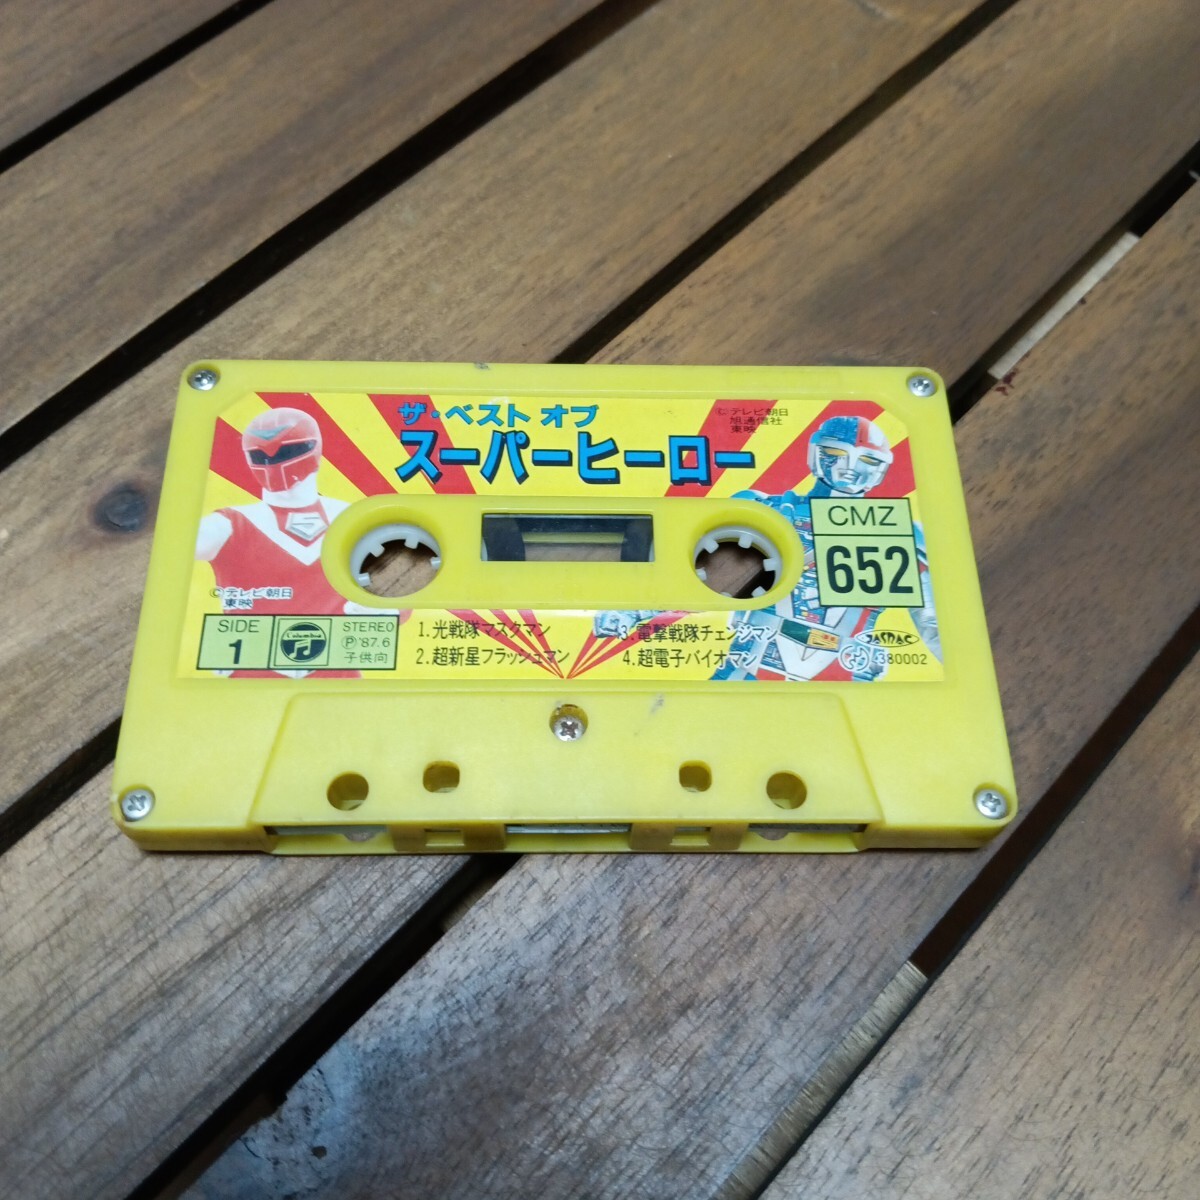 ザ・ベスト オブ
スーパーヒーロー
©テレビ朝日
旭通信社
東映
CMZ
652
©テレビ朝日
東映
SIDE
1
Columbia
STEREO
Ⓟ'87.6
子供向
1.光戦隊マスクマン
2.超新星フラッシュマン
3.電撃戦隊チェンジマン
4.超電子バイオマン
JASRAC
380002